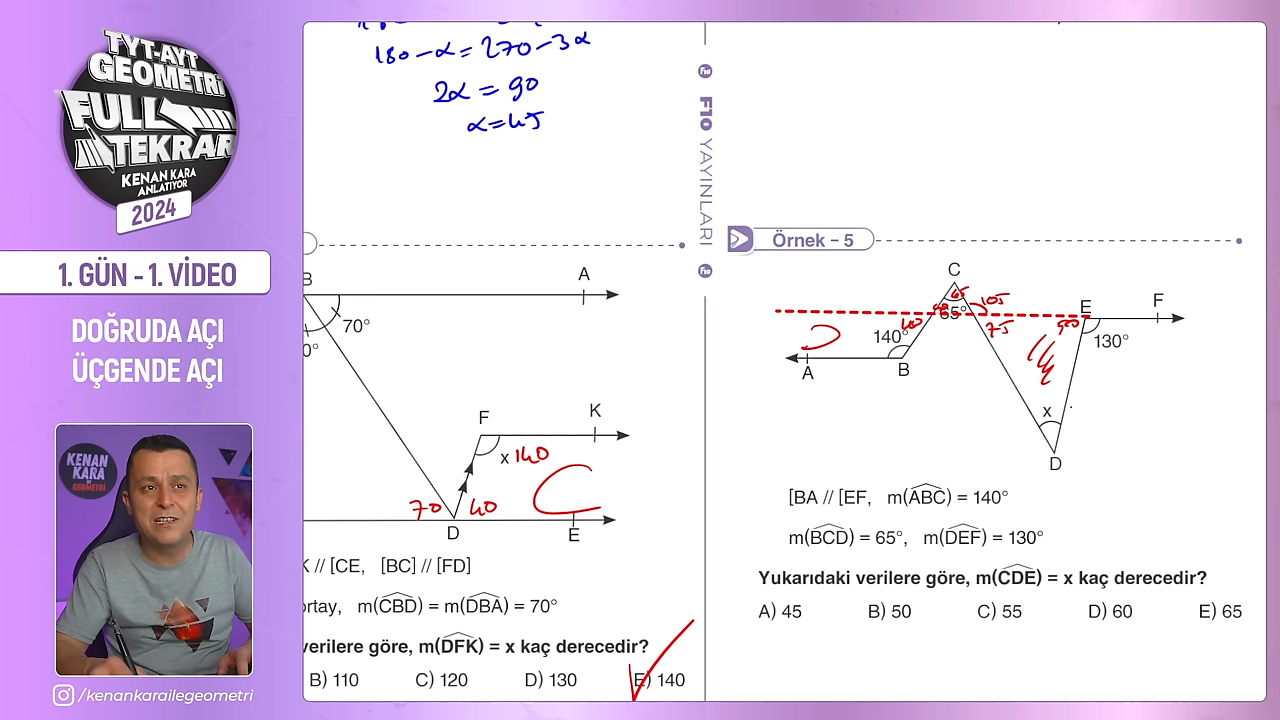 TYT-AYT
GEOMETRİ
FULL
TEKRAR
KENAN KARA
ANLATIYOR
2024
1. GÜN - 1. VİDEO
DOĞRUDA AÇI
ÜÇGENDE AÇI
KENAN
KARA
GEOMETRİ
/kenankarailegeometri
180 - α = 270 - 3α
2α = 90
α = 45
B
A
70°
0°
F
K
x 140
70
40
D
E
K // [CE, [BC] // [FD]
ortay, m(CBD) = m(DBA) = 70°
verilere göre, m(DFK) = x kaç derecedir?
B) 110 C) 120 D) 130 E) 140
F10
F10 YAYINLARI
F10
Örnek – 5
C
65
105
E
F
65°
75
50
140°
40
130°
A
B
x
D
[BA // [EF, m(ABC) = 140°
m(BCD) = 65°, m(DEF) = 130°
Yukarıdaki verilere göre, m(CDE) = x kaç derecedir?
A) 45 B) 50 C) 55 D) 60 E) 65